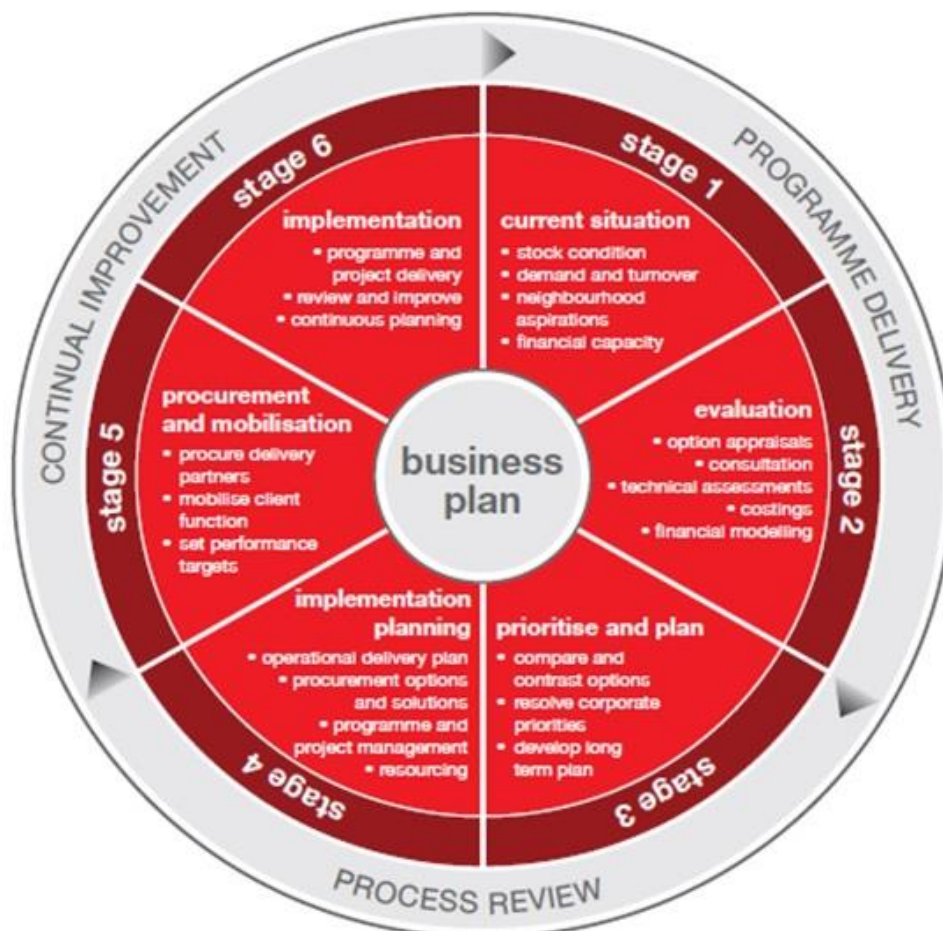 business
plan
stage 1
current situation
• stock condition
• demand and turnover
• neighbourhood
aspirations
• financial capacity
stage 2
evaluation
• option appraisals
• consultation
• technical assessments
• costings
• financial modelling
stage 3
prioritise and plan
• compare and
contrast options
• resolve corporate
priorities
• develop long
term plan
stage 4
implementation
planning
• operational delivery plan
• procurement options
and solutions
• programme and
project management
• resourcing
stage 5
procurement
and mobilisation
• procure delivery
partners
• mobilise client
function
• set performance
targets
stage 6
implementation
• programme and
project delivery
• review and improve
• continuous planning
PROGRAMME DELIVERY
PROCESS REVIEW
CONTINUAL IMPROVEMENT